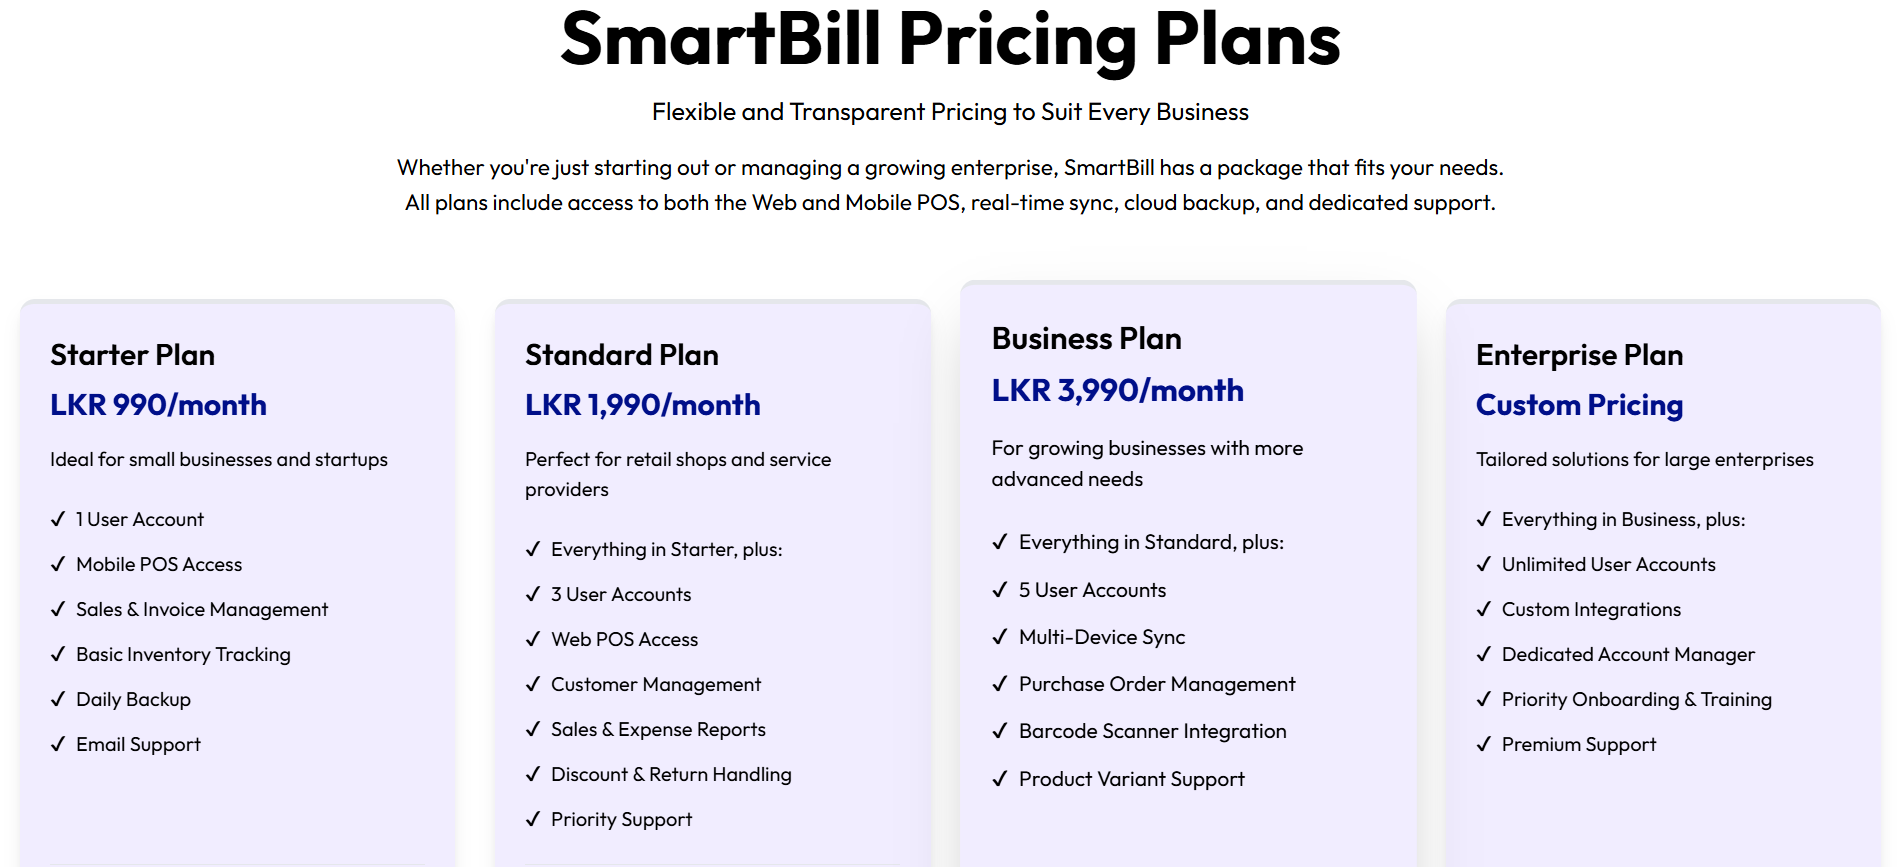 SmartBill Pricing Plans
Flexible and Transparent Pricing to Suit Every Business
Whether you're just starting out or managing a growing enterprise, SmartBill has a package that fits your needs.
All plans include access to both the Web and Mobile POS, real-time sync, cloud backup, and dedicated support.
Starter Plan
LKR 990/month
Ideal for small businesses and startups
✓ 1 User Account
✓ Mobile POS Access
✓ Sales & Invoice Management
✓ Basic Inventory Tracking
✓ Daily Backup
✓ Email Support
Standard Plan
LKR 1,990/month
Perfect for retail shops and service
providers
✓ Everything in Starter, plus:
✓ 3 User Accounts
✓ Web POS Access
✓ Customer Management
✓ Sales & Expense Reports
✓ Discount & Return Handling
✓ Priority Support
Business Plan
LKR 3,990/month
For growing businesses with more
advanced needs
✓ Everything in Standard, plus:
✓ 5 User Accounts
✓ Multi-Device Sync
✓ Purchase Order Management
✓ Barcode Scanner Integration
✓ Product Variant Support
Enterprise Plan
Custom Pricing
Tailored solutions for large enterprises
✓ Everything in Business, plus:
✓ Unlimited User Accounts
✓ Custom Integrations
✓ Dedicated Account Manager
✓ Priority Onboarding & Training
✓ Premium Support